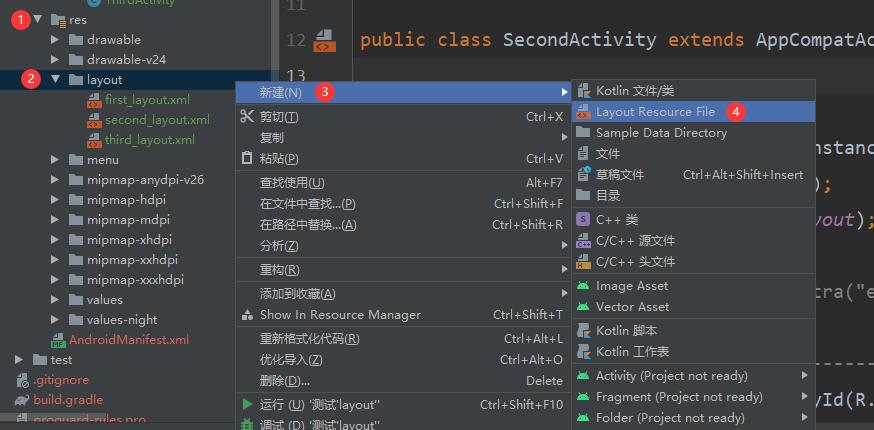 ThirdActivity
1
res
drawable
drawable-v24
2
layout
first_layout.xml
second_layout.xml
third_layout.xml
menu
mipmap-anydpi-v26
mipmap-hdpi
mipmap-mdpi
mipmap-xhdpi
mipmap-xxhdpi
mipmap-xxxhdpi
values
values-night
AndroidManifest.xml
test
.gitignore
build.gradle
proguard-rules.pro
新建(N) 3
剪切(T) Ctrl+X
复制
粘贴(P) Ctrl+V
查找使用(U) Alt+F7
在文件中查找...(P) Ctrl+Shift+F
在路径中替换...(A) Ctrl+Shift+R
分析(Z)
重构(R)
添加到收藏(A)
Show In Resource Manager Ctrl+Shift+T
重新格式化代码(R) Ctrl+Alt+L
优化导入(Z) Ctrl+Alt+O
删除(D)... Delete
运行 (U) '测试'layout'' Ctrl+Shift+F10
调试 (D) '测试'layout''
Kotlin 文件/类
Layout Resource File 4
Sample Data Directory
文件
草稿文件 Ctrl+Alt+Shift+Insert
目录
C++ 类
C/C++ 源文件
C/C++ 头文件
Image Asset
Vector Asset
Kotlin 脚本
Kotlin 工作表
Activity (Project not ready)
Fragment (Project not ready)
Folder (Project not ready)
11
12 public class SecondActivity extends AppCompatAc
13
nstanc
);
yout);
tra("e
yId(R.